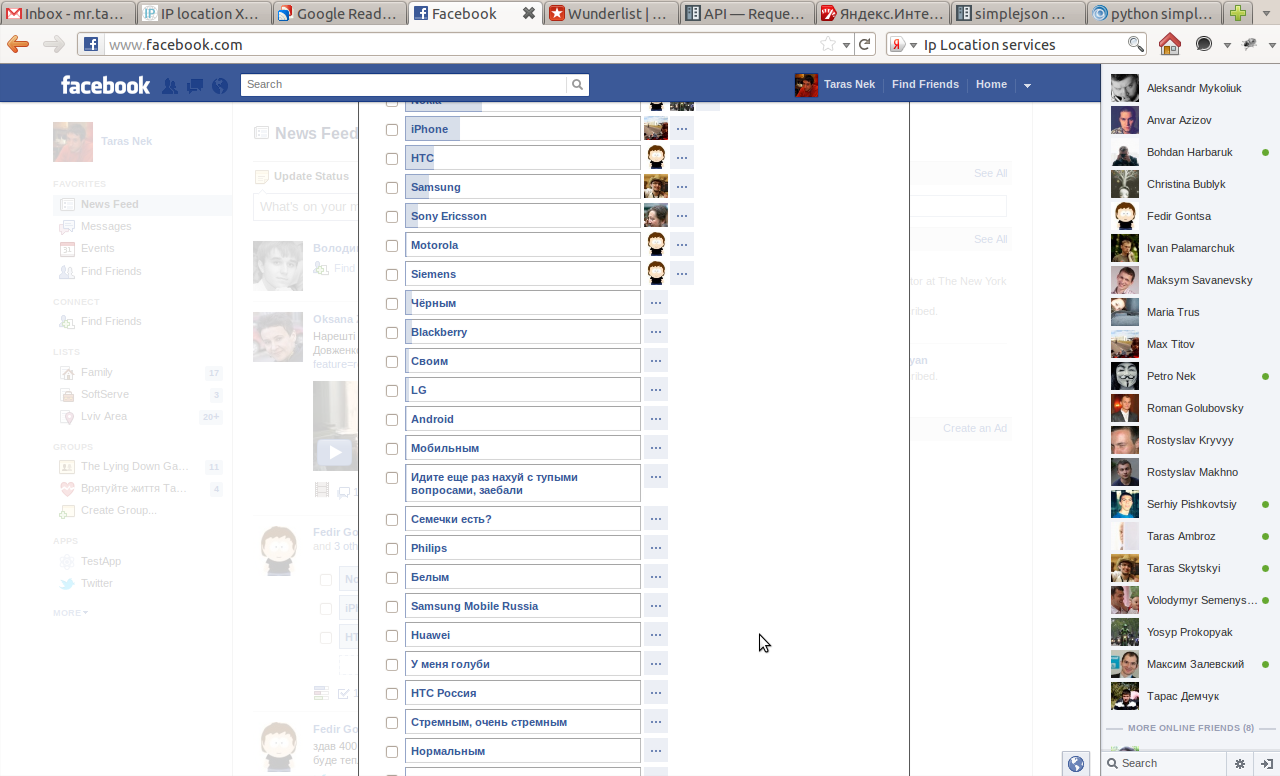 Inbox - mr.ta...
IP location X...
Google Read...
Facebook
Wunderlist | ...
API — Reque...
Яндекс.Инте...
simplejson ...
python simpl...
www.facebook.com
Ip Location services
facebook
Search
Taras Nek
Find Friends
Home
Taras Nek
FAVORITES
News Feed
Messages
Events
Find Friends
CONNECT
Find Friends
LISTS
Family 17
SoftServe 3
Lviv Area 20+
GROUPS
The Lying Down Ga... 11
Врятуйте життя Та... 4
Create Group...
APPS
TestApp
Twitter
MORE
News Feed
Update Status
What's on your m
Володи
Find
Oksana
Нарешті
Довженк
feature=r
Fedir Go
and 3 oth
No
iPh
HT
Fedir Go
здав 400
буде теп
Nokia
iPhone
HTC
Samsung
Sony Ericsson
Motorola
Siemens
Чёрным
Blackberry
Своим
LG
Android
Мобильным
Идите еще раз нахуй с тупыми
вопросами, заебали
Семечки есть?
Philips
Белым
Samsung Mobile Russia
Huawei
У меня голуби
HTC Россия
Стремным, очень стремным
Нормальным
See All
See All
tor at The New York
ribed.
yan
ribed.
Create an Ad
Aleksandr Mykoliuk
Anvar Azizov
Bohdan Harbaruk
Christina Bublyk
Fedir Gontsa
Ivan Palamarchuk
Maksym Savanevsky
Maria Trus
Max Titov
Petro Nek
Roman Golubovsky
Rostyslav Kryvyy
Rostyslav Makhno
Serhiy Pishkovtsiy
Taras Ambroz
Taras Skytskyi
Volodymyr Semenys...
Yosyp Prokopyak
Максим Залевский
Тарас Демчук
MORE ONLINE FRIENDS (8)
Search